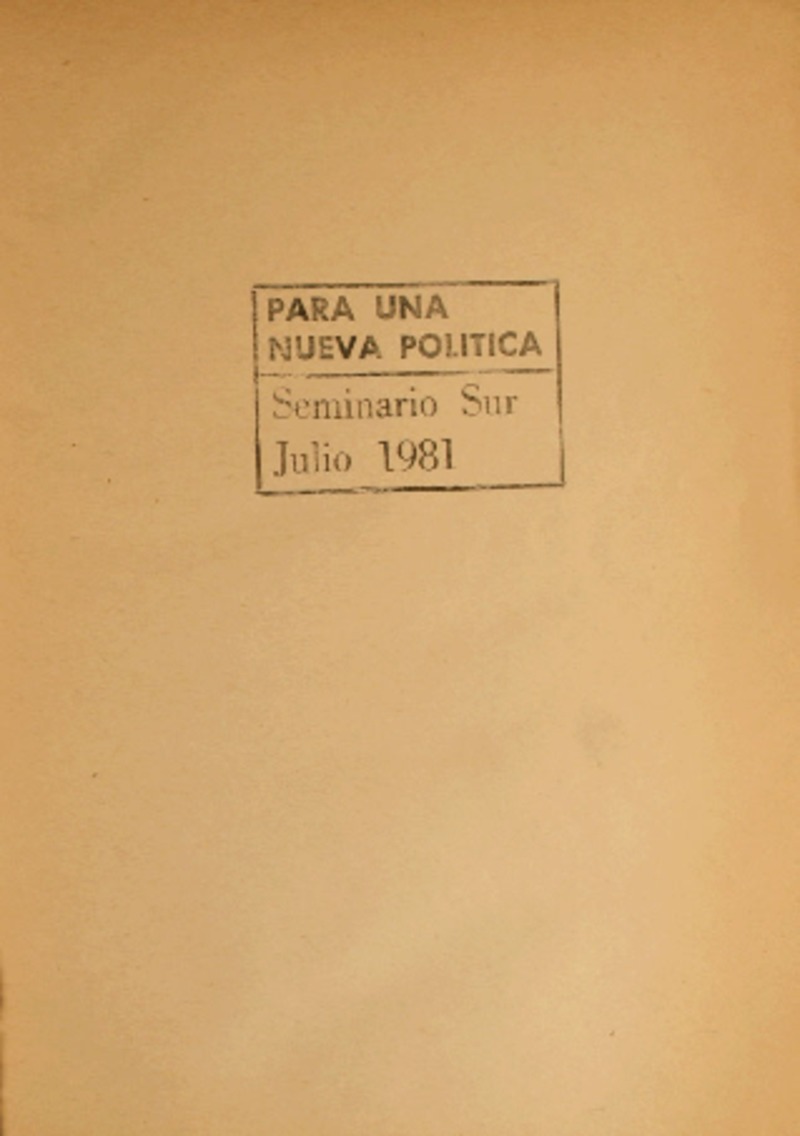 PARA UNA
NUEVA POLITICA
Seminario Sur
Julio 1981